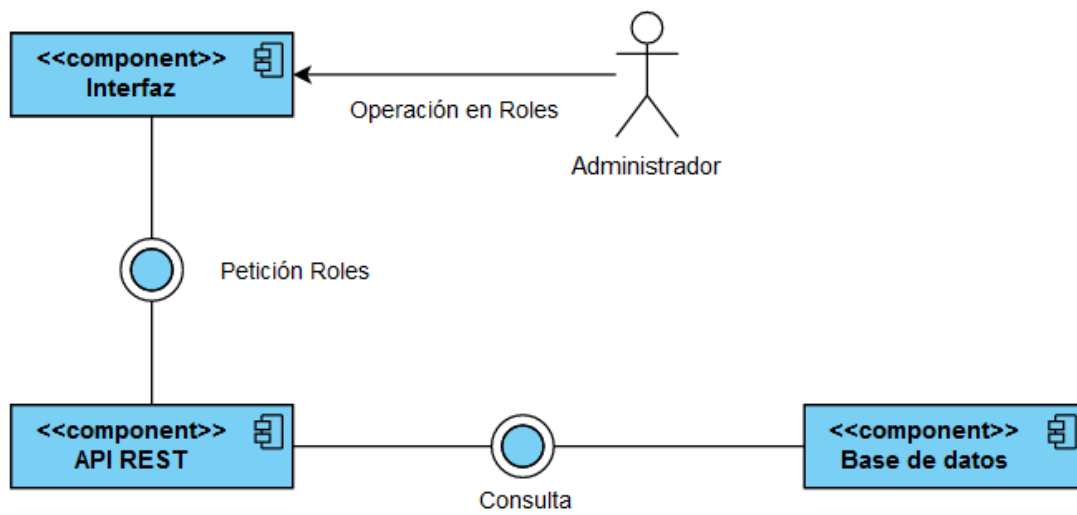 <<component>>
Interfaz
Operación en Roles
Administrador
Petición Roles
<<component>>
API REST
Consulta
<<component>>
Base de datos